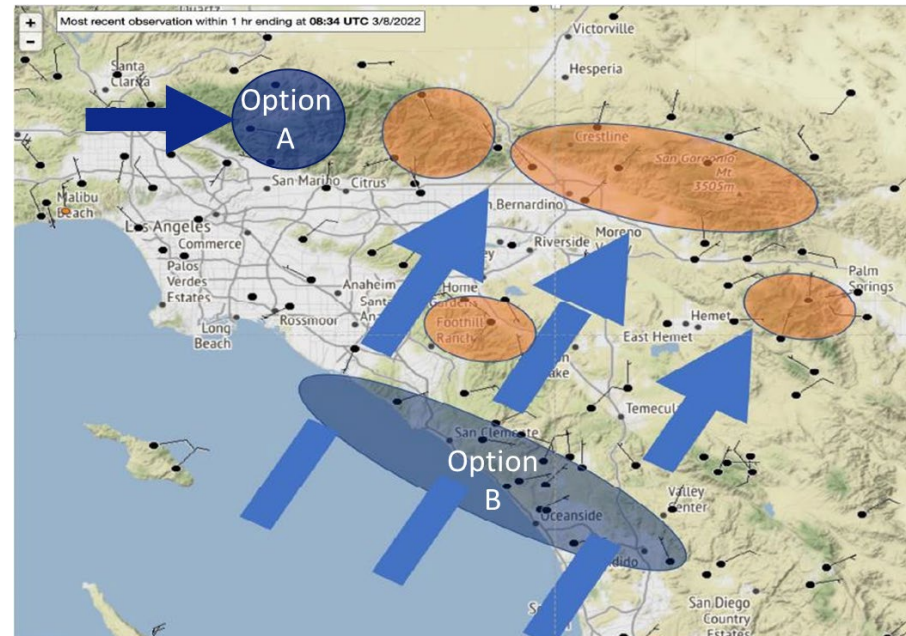 Most recent observation within 1 hr ending at 08:34 UTC 3/8/2022
+
−
Victorville
Hesperia
Santa
Clarita
Option
A
Crestline
San Gorgonio
Mt
3505m
San Marino
Citrus
Malibu
Beach
Bernardino
Los Angeles
Commerce
Riverside
Moreno
Palos
Verdes
Estates
Anaheim
Home
Gardens
Palm
Springs
Long
Beach
Rossmoor
Foothill
Ranch
Hemet
East Hemet
Temecula
San Clemente
Option
B
Valley
Center
Oceanside
San Diego
Country
Estates